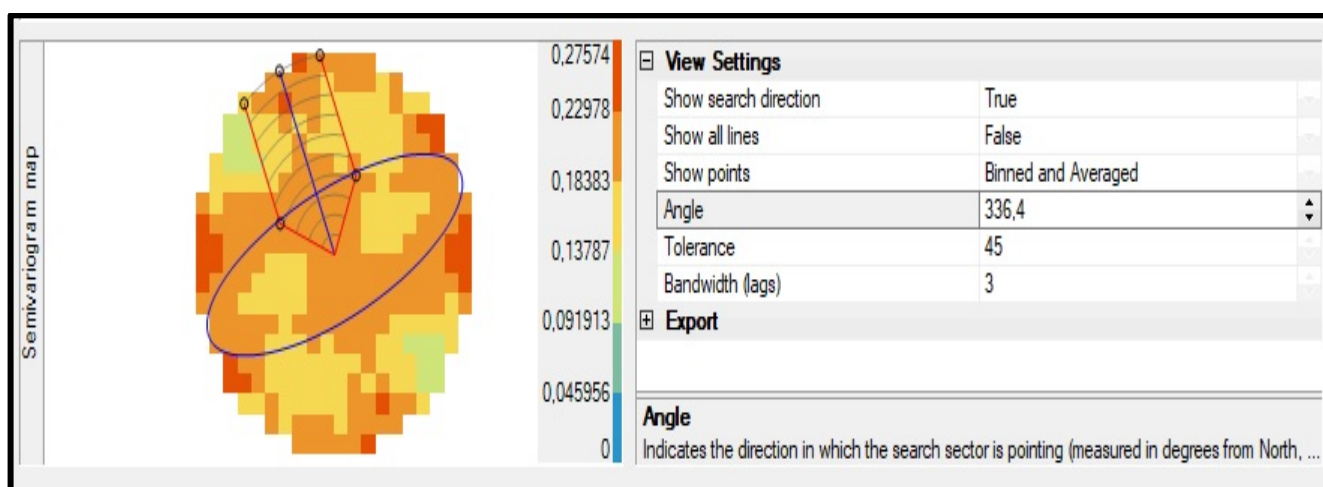 Semivariogram map
0,27574
0,22978
0,18383
0,13787
0,091913
0,045956
0
View Settings
Show search direction True
Show all lines False
Show points Binned and Averaged
Angle 336,4
Tolerance 45
Bandwidth (lags) 3
Export
Angle
Indicates the direction in which the search sector is pointing (measured in degrees from North, ...